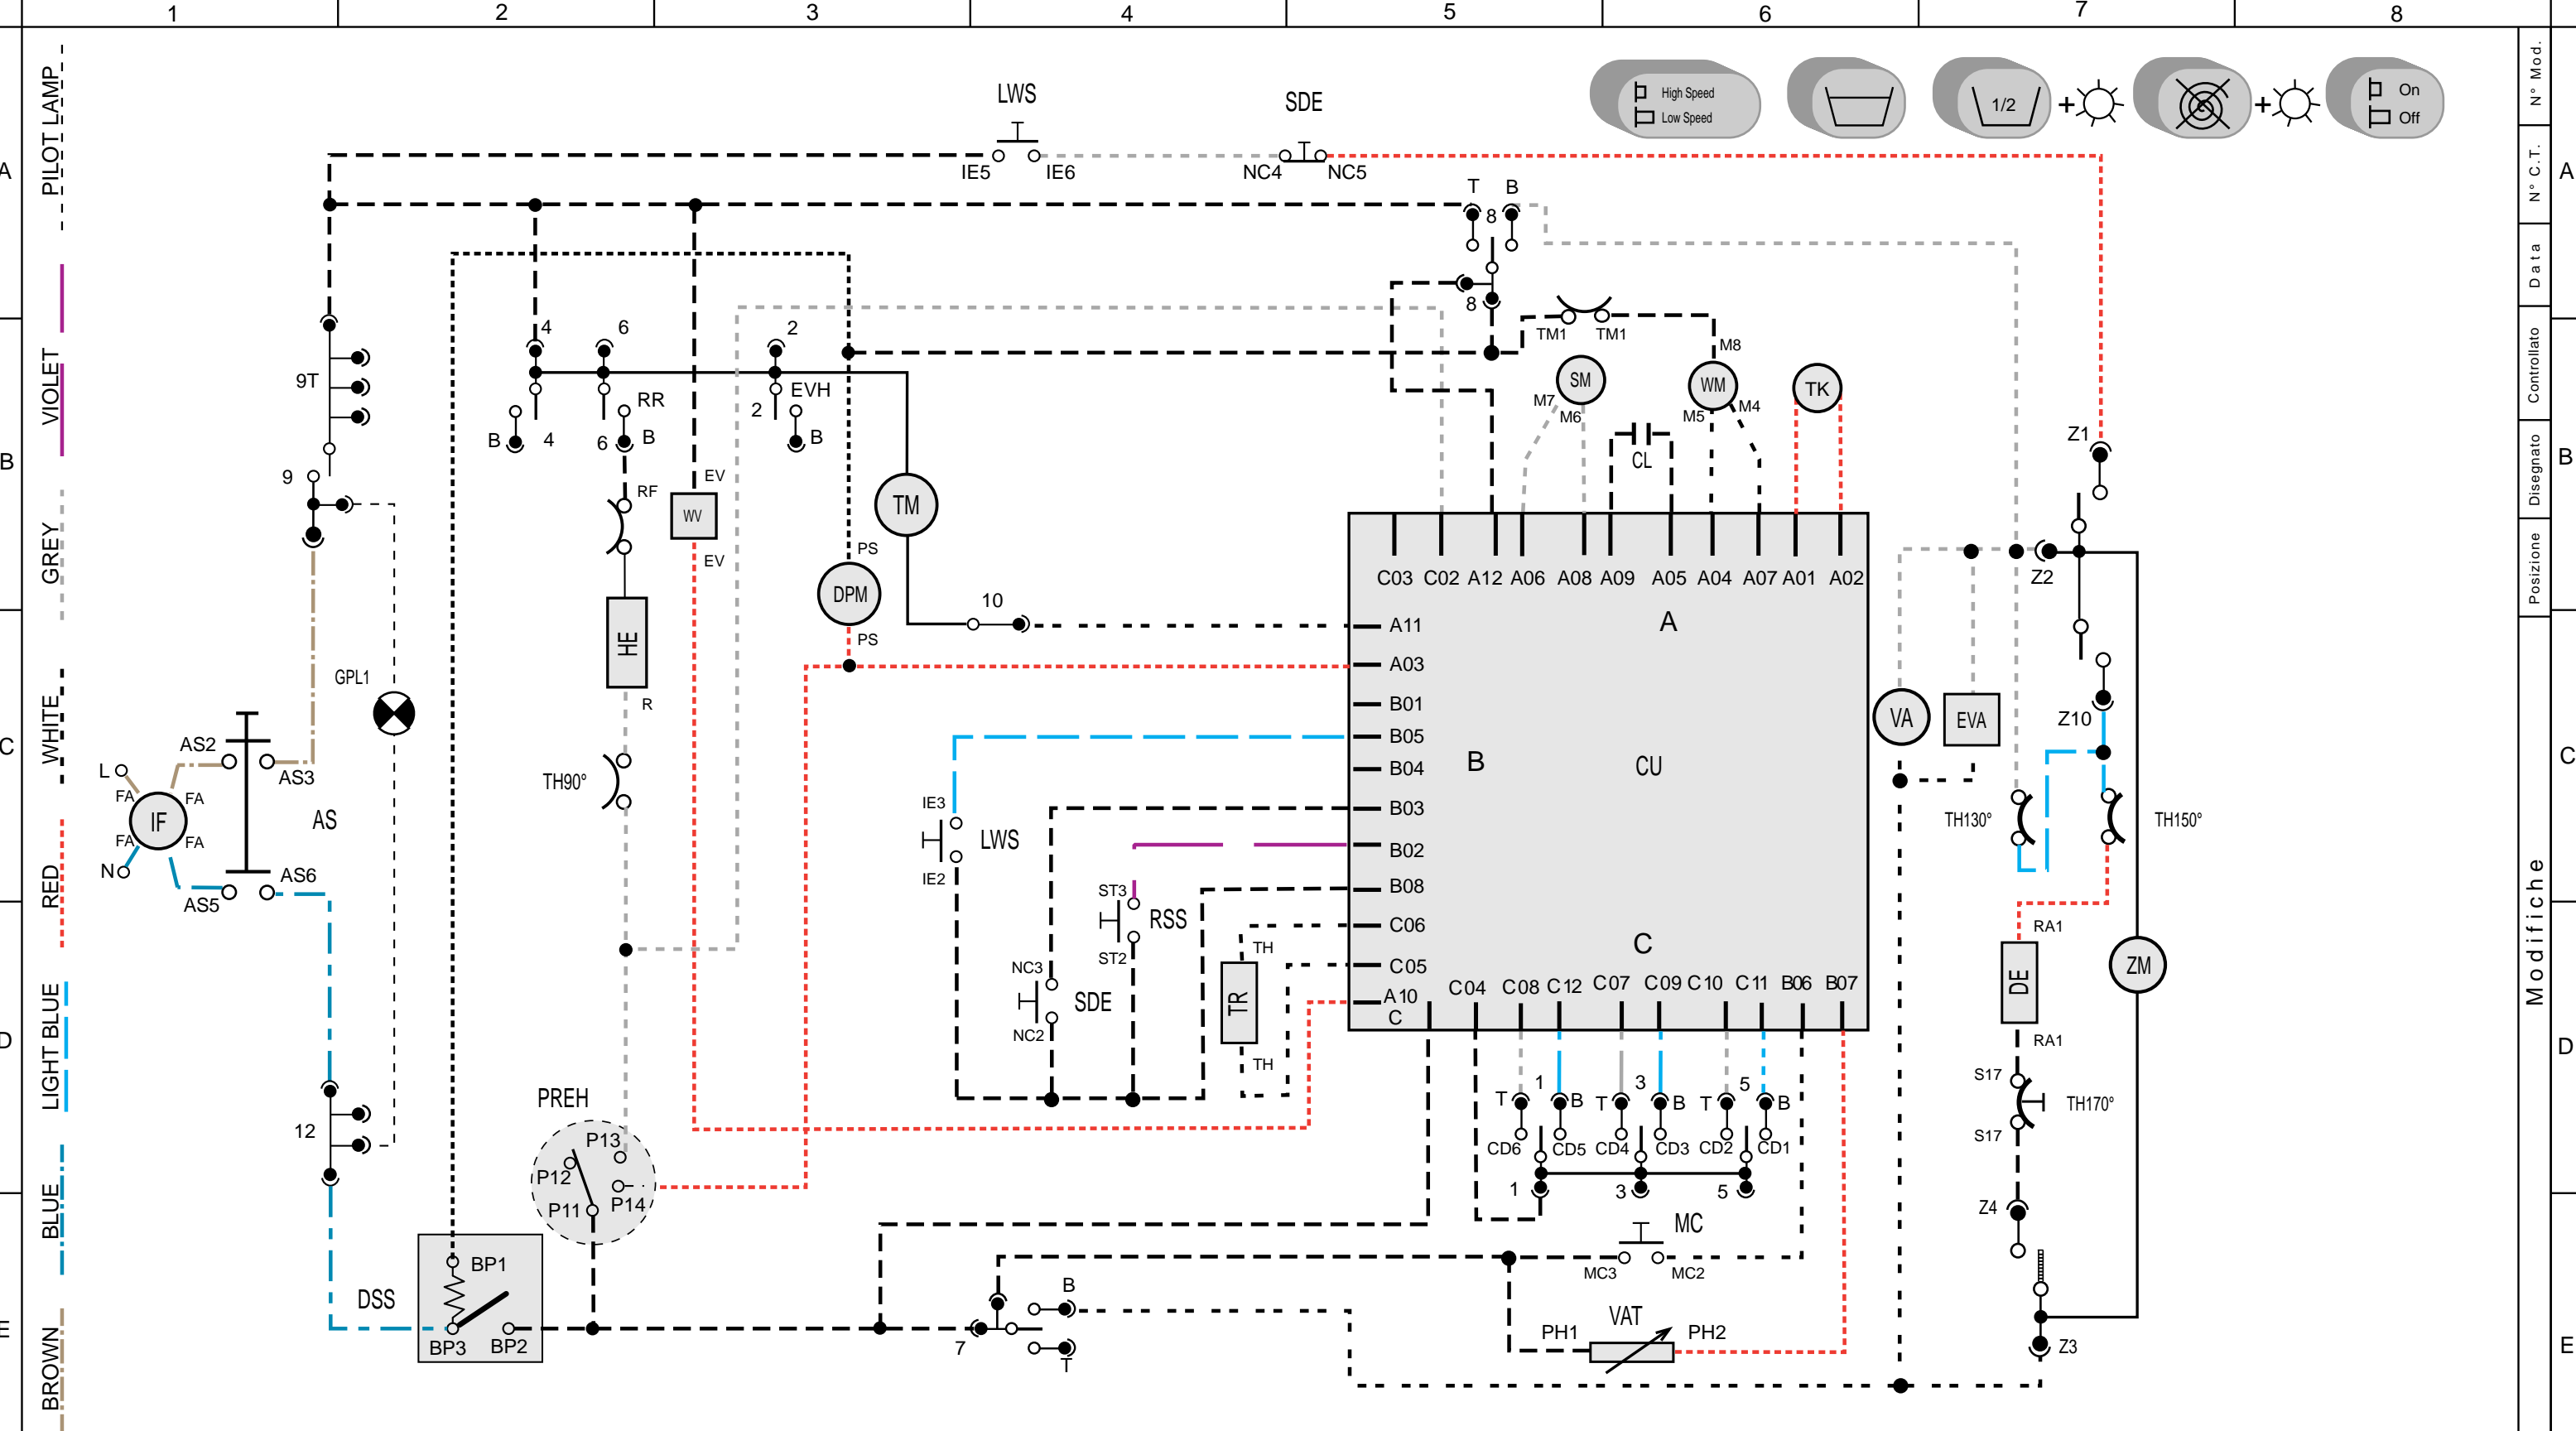 1 2 3 4 5 6 7 8
A B C D E
A B C D E
N° Mod.
N° C.T.
Data
Controllato
Disegnato
Posizione
Modifiche
PILOT LAMP
VIOLET
GREY
WHITE
RED
LIGHT BLUE
BLUE
BROWN
High Speed
Low Speed
1/2
+
+
On
Off
LWS
IE5 IE6
SDE
NC4 NC5
T B
8
8
TM1 TM1
M8
SM
M7
M6
WM
M5 M4
TK
CL
4 6 2
9T
RR
EVH
2
B 4 6 B B
9
RF
EV
WV
EV
TM
PS
DPM
PS
10
HE
R
TH90°
GPL1
AS2
AS3
L
FA FA
IF
FA FA
N
AS
AS6
AS5
12
C03 C02 A12 A06 A08 A09 A05 A04 A07 A01 A02
A11
A03
B01
B05
B04
B03
B02
B08
C06
C05
A10
C
A
B
CU
C
C04 C08 C12 C07 C09 C10 C11 B06 B07
IE3
LWS
IE2
ST3
RSS
ST2
NC3
SDE
NC2
TH
TR
TH
PREH
P13
P12
P14
P11
DSS
BP1
BP3 BP2
T 1 B T 3 B T 5 B
CD6 CD5 CD4 CD3 CD2 CD1
1 3 5
MC
MC3 MC2
B
7
T
VAT
PH1 PH2
Z1
Z2
VA
EVA
Z10
TH130°
TH150°
RA1
DE
RA1
ZM
S17
TH170°
S17
Z4
Z3